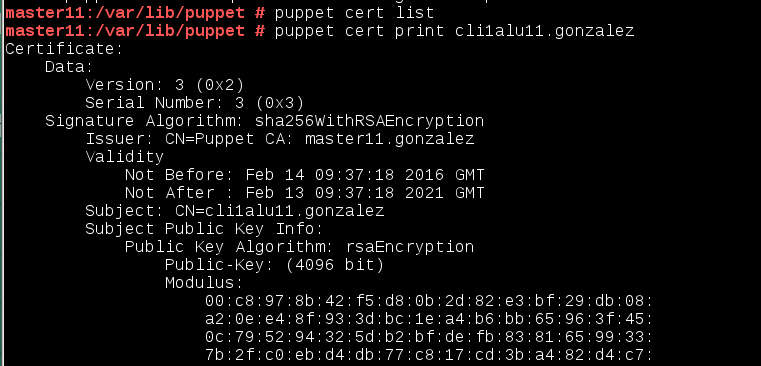 master11:/var/lib/puppet # puppet cert list
master11:/var/lib/puppet # puppet cert print cli1alu11.gonzalez
Certificate:
    Data:
        Version: 3 (0x2)
        Serial Number: 3 (0x3)
    Signature Algorithm: sha256WithRSAEncryption
        Issuer: CN=Puppet CA: master11.gonzalez
        Validity
            Not Before: Feb 14 09:37:18 2016 GMT
            Not After : Feb 13 09:37:18 2021 GMT
        Subject: CN=cli1alu11.gonzalez
        Subject Public Key Info:
            Public Key Algorithm: rsaEncryption
                Public-Key: (4096 bit)
                Modulus:
                    00:c8:97:8b:42:f5:d8:0b:2d:82:e3:bf:29:db:08:
                    a2:0e:e4:8f:93:3d:bc:1e:a4:b6:bb:65:96:3f:45:
                    0c:79:52:94:32:5d:b2:bf:de:fb:83:81:65:99:33:
                    7b:2f:c0:eb:d4:db:77:c8:17:cd:3b:a4:82:d4:c7: